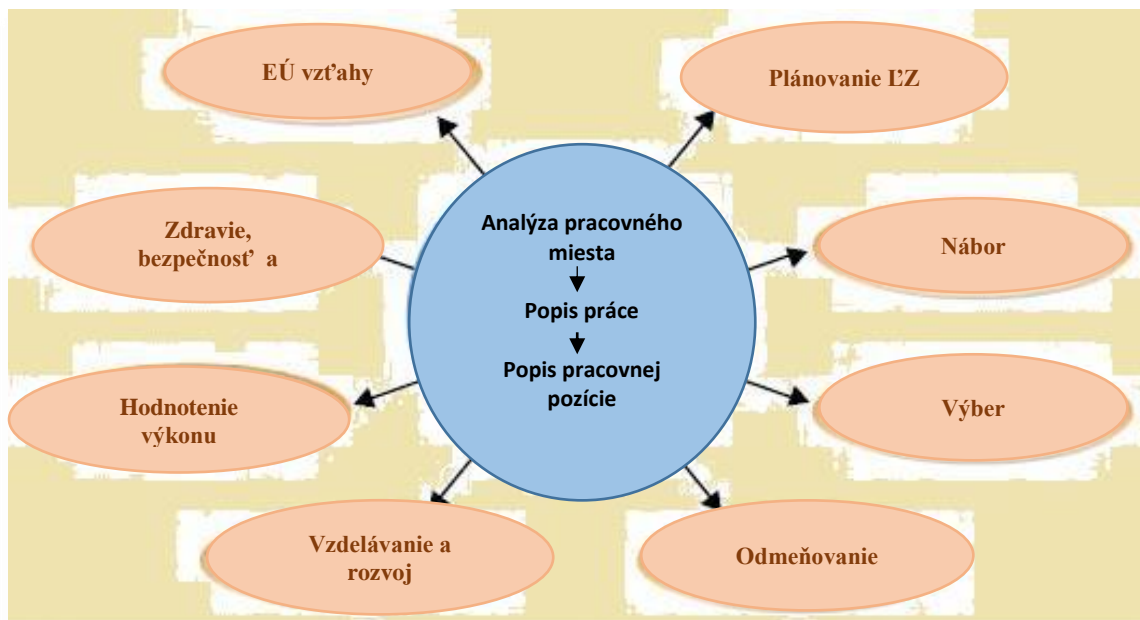 EÚ vzťahy
Plánovanie ĽZ
Zdravie,
bezpečnosť a
Analýza pracovného
miesta
Popis práce
Popis pracovnej
pozície
Nábor
Hodnotenie
výkonu
Výber
Vzdelávanie a
rozvoj
Odmeňovanie